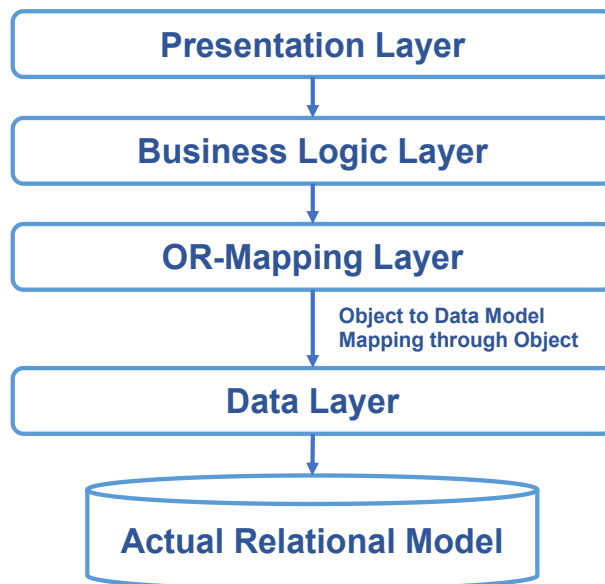 Presentation Layer
Business Logic Layer
OR-Mapping Layer
Object to Data Model
Mapping through Object
Data Layer
Actual Relational Model